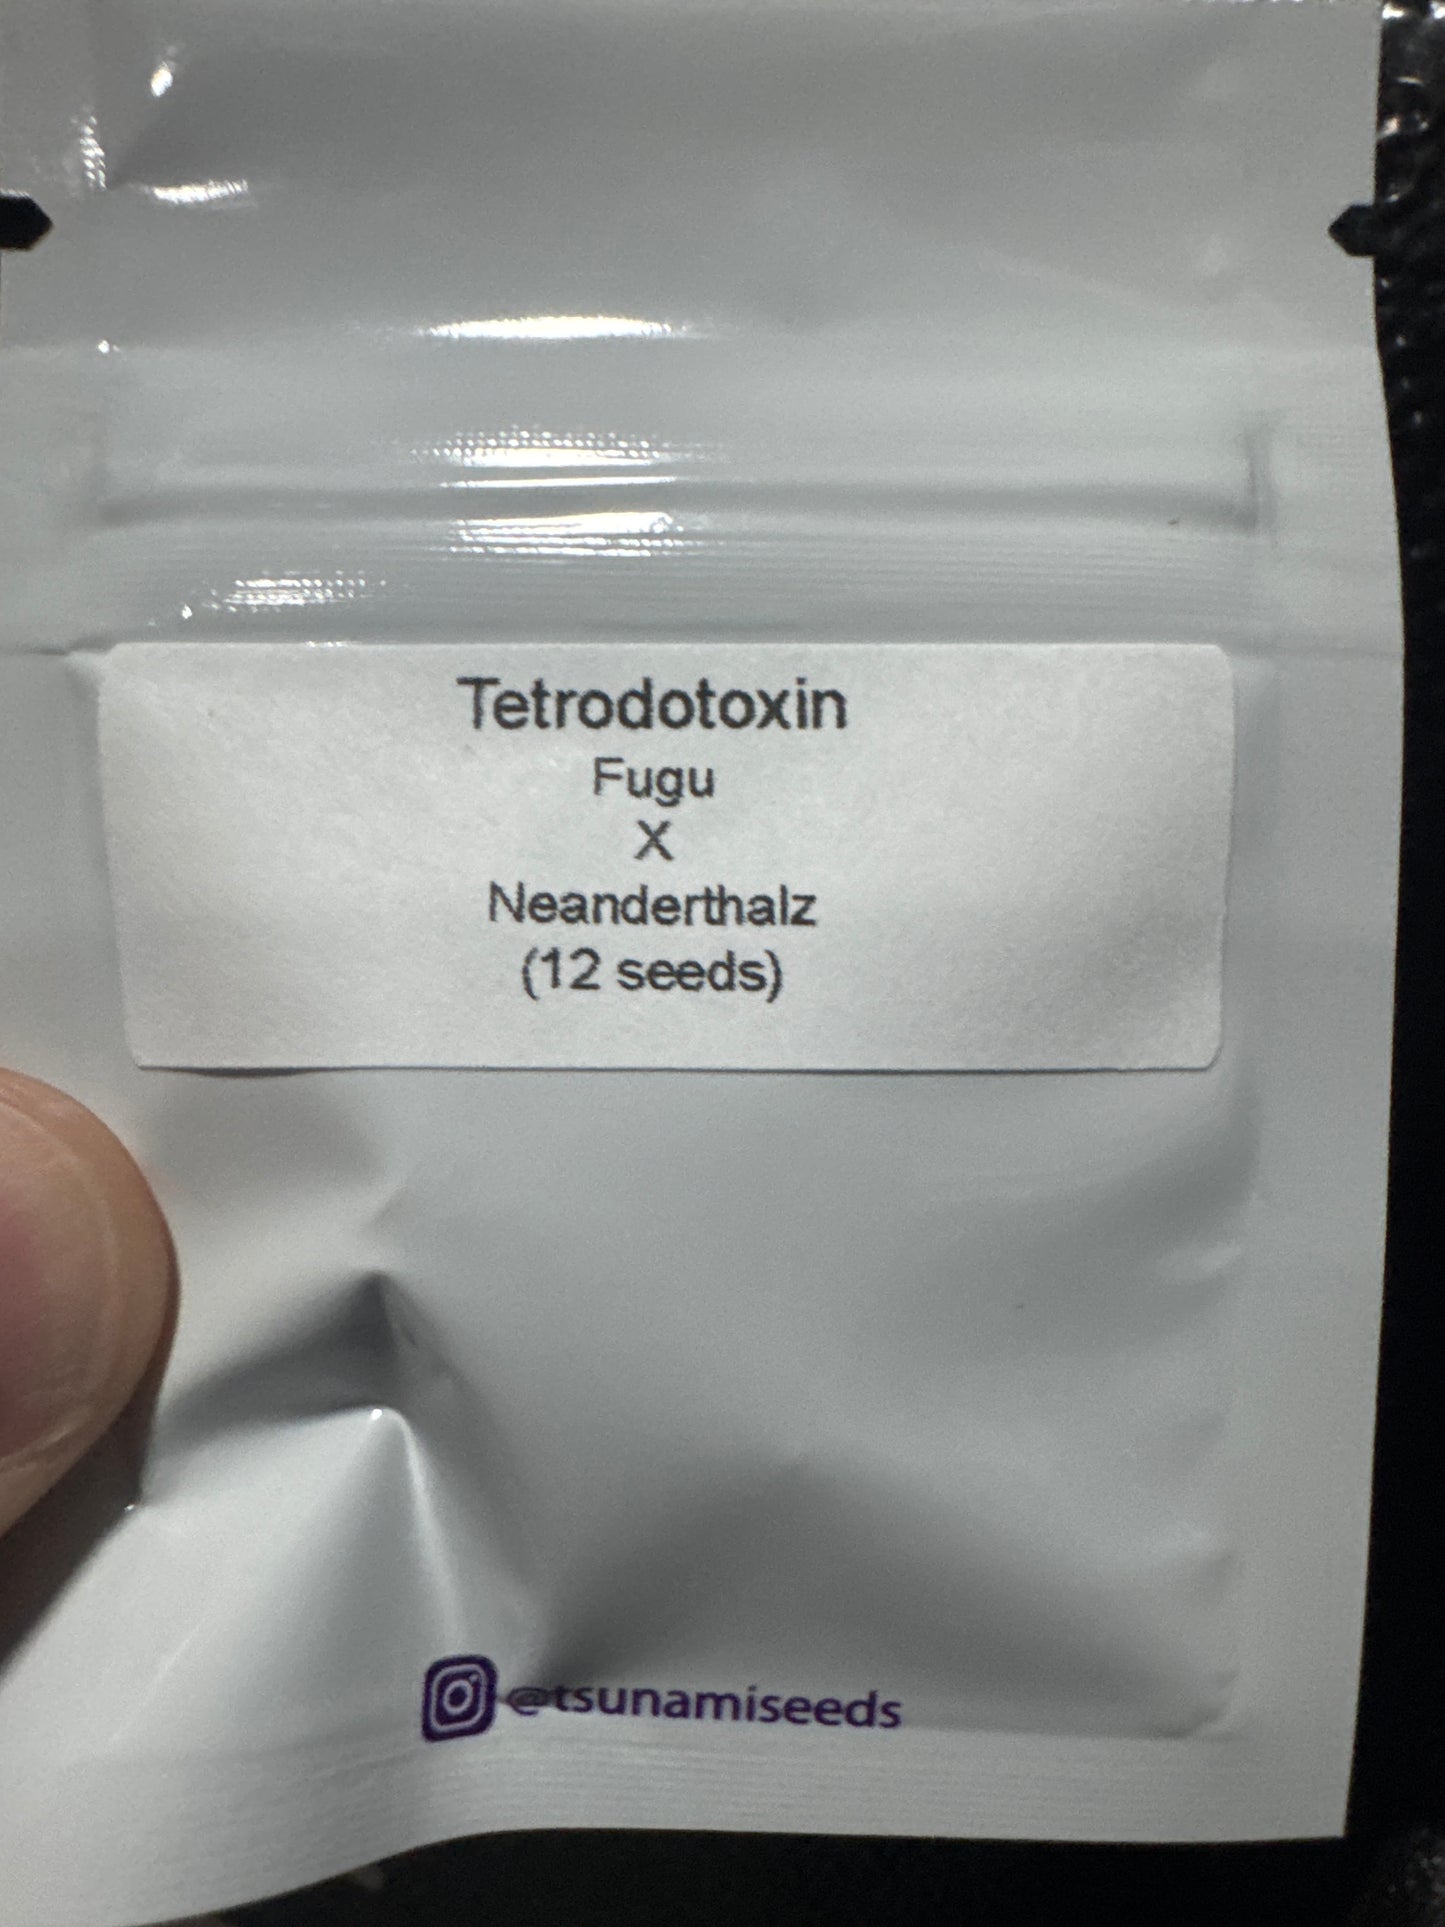 Tetrodotoxin
Fugu
X
Neanderthalz
(12 seeds)
@tsunamiseeds